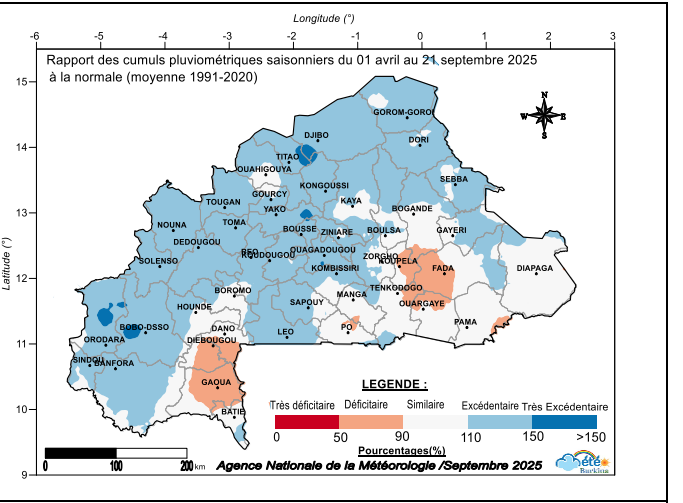 Longitude (°)
-6 -5 -4 -3 -2 -1 0 1 2 3
Rapport des cumuls pluviométriques saisonniers du 01 avril au 21 septembre 2025
à la normale (moyenne 1991-2020)
15
GOROM-GOROM
N
W E
S
DJIBO
DORI
14
TITAO
OUAHIGOUYA
SEBBA
KONGOUSSI
GOURCY
TOUGAN
KAYA
YAKO
BOGANDE
13
TOMA
NOUNA
BOUSSE
ZINIARE
BOULSA
GAYERI
DEDOUGOU
OUAGADOUGOU
KOUDOUGOU
ZORGHO
KOUPELA
SOLENSO
KOMBISSIRI
FADA
DIAPAGA
Latitude (°)
12
TENKODOGO
BOROMO
MANGA
SAPOUY
OUARGAYE
HOUNDE
BOBO-DSSO
DANO
LEO
PO
PAMA
ORODARA
DIEBOUGOU
11
SINDOU
BANFORA
GAOUA
LEGENDE :
Très déficitaire Déficitaire Similaire Excédentaire Très Excédentaire
10
BATIE
0 50 90 110 150 >150
Pourcentages(%)
0 100 200 km
Agence Nationale de la Météorologie /Septembre 2025
étéo
Burkina
9